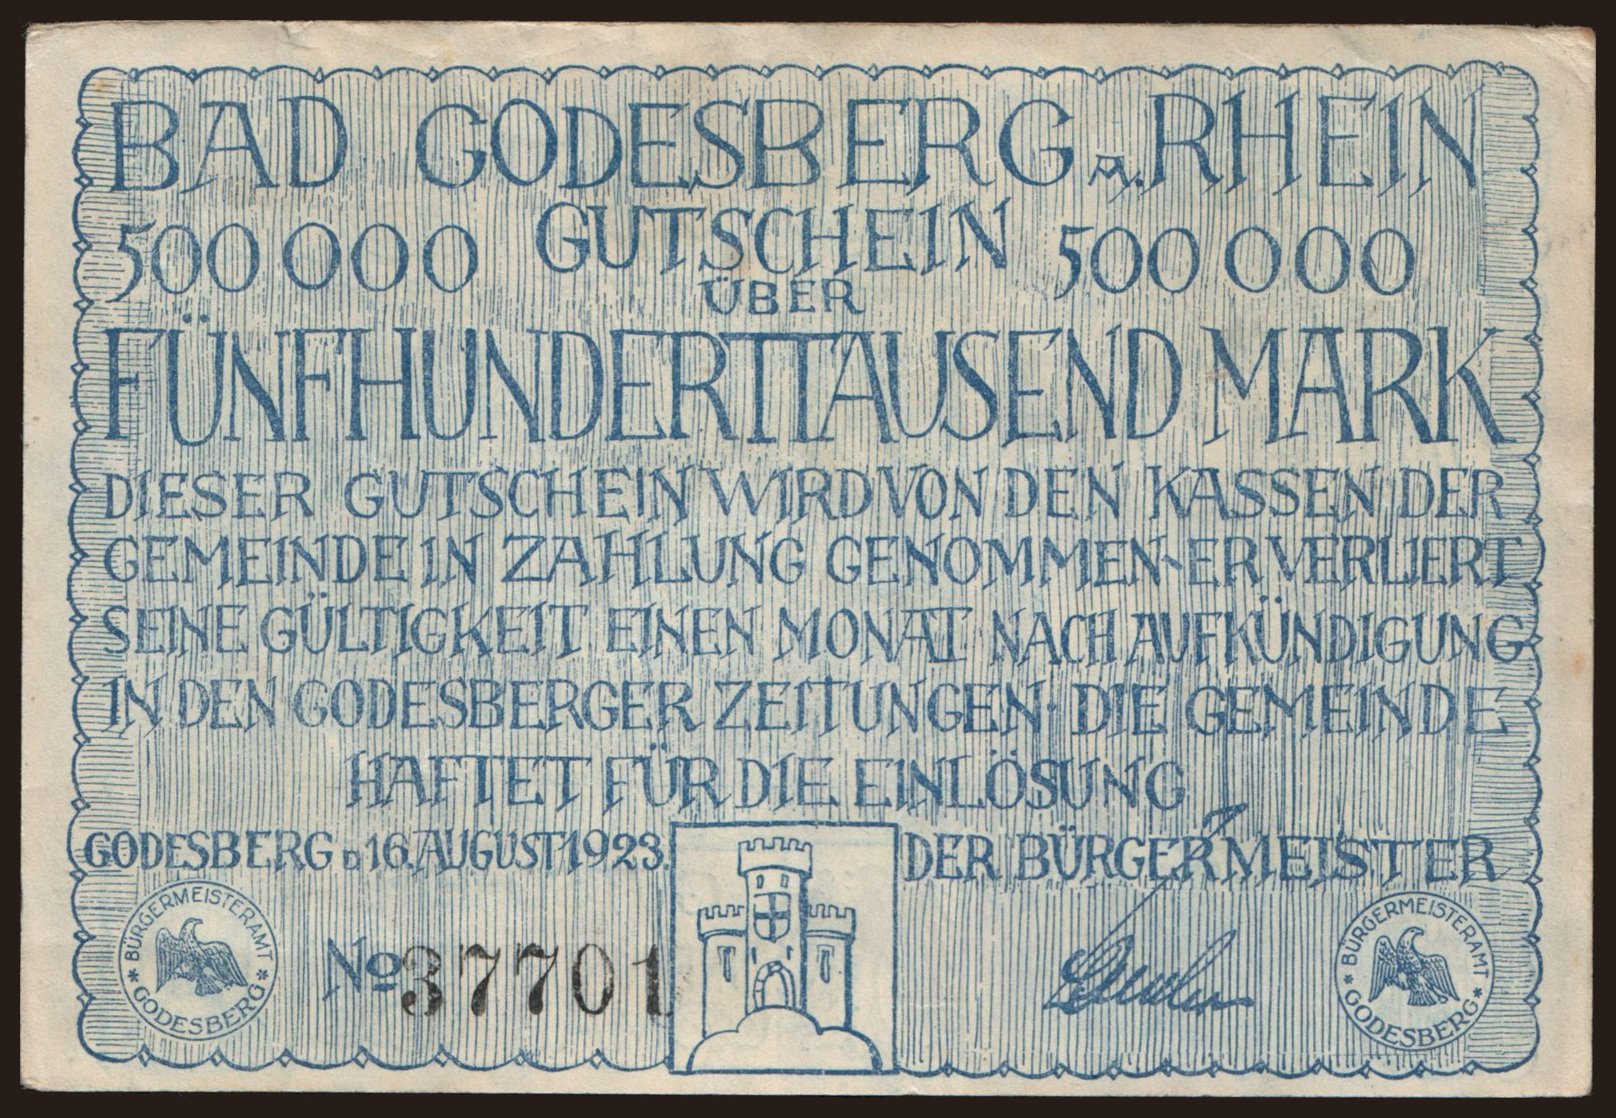 BAD GODESBERG A. RHEIN
500 000 GUTSCHEIN 500 000
ÜBER
FÜNFHUNDERTTAUSEND MARK
DIESER GUTSCHEIN WIRD VON DEN KASSEN DER
GEMEINDE IN ZAHLUNG GENOMMEN-ER VERLIERT
SEINE GÜLTIGKEIT EINEN MONAT NACH AUFKÜNDIGUNG
IN DEN GODESBERGER ZEITUNGEN· DIE GEMEINDE
HAFTET FÜR DIE EINLÖSUNG
GODESBERG D. 16. AUGUST 1923. DER BÜRGERMEISTER
BÜRGERMEISTERAMT * GODESBERG *
No 37701
BÜRGERMEISTERAMT * GODESBERG *